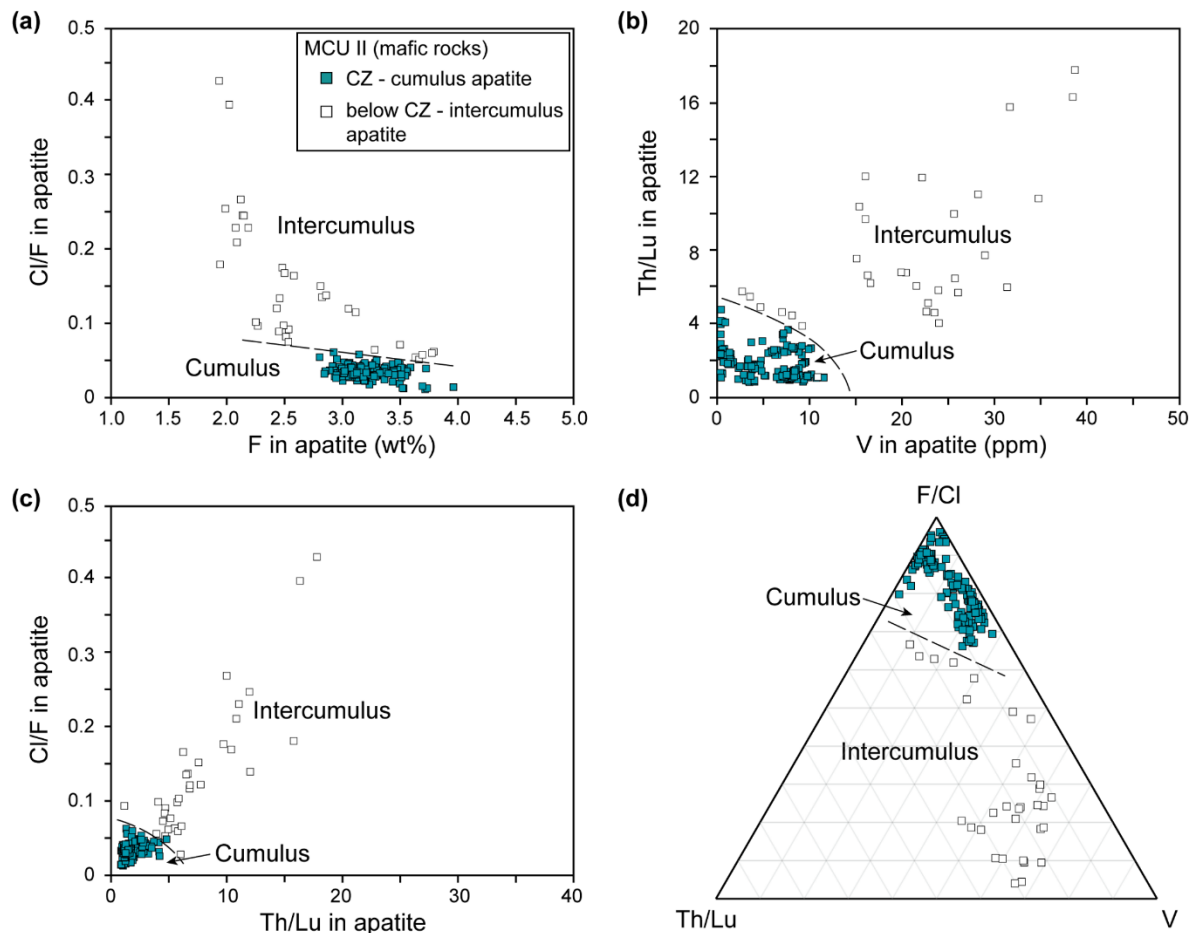 (a)
0.5
0.4
0.3
0.2
0.1
0
Cl/F in apatite
MCU II (mafic rocks)
CZ - cumulus apatite
below CZ - intercumulus
apatite
Intercumulus
Cumulus
1.0 1.5 2.0 2.5 3.0 3.5 4.0 4.5 5.0
F in apatite (wt%)
(b)
20
16
12
8
4
0
Th/Lu in apatite
Intercumulus
Cumulus
0 10 20 30 40 50
V in apatite (ppm)
(c)
0.5
0.4
0.3
0.2
0.1
0
Cl/F in apatite
Intercumulus
Cumulus
0 10 20 30 40
Th/Lu in apatite
(d)
F/Cl
Cumulus
Intercumulus
Th/Lu V